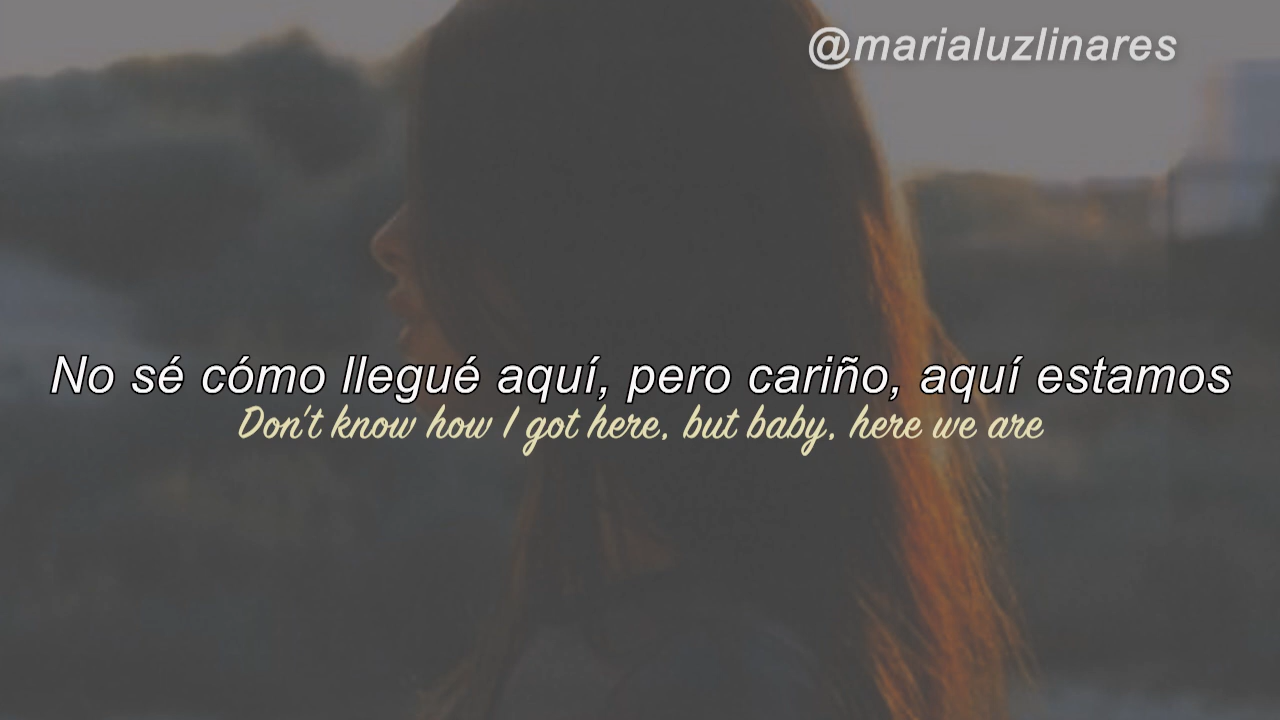 @marialuzlinares
No sé cómo llegué aquí, pero cariño, aquí estamos
Don't know how I got here, but baby, here we are